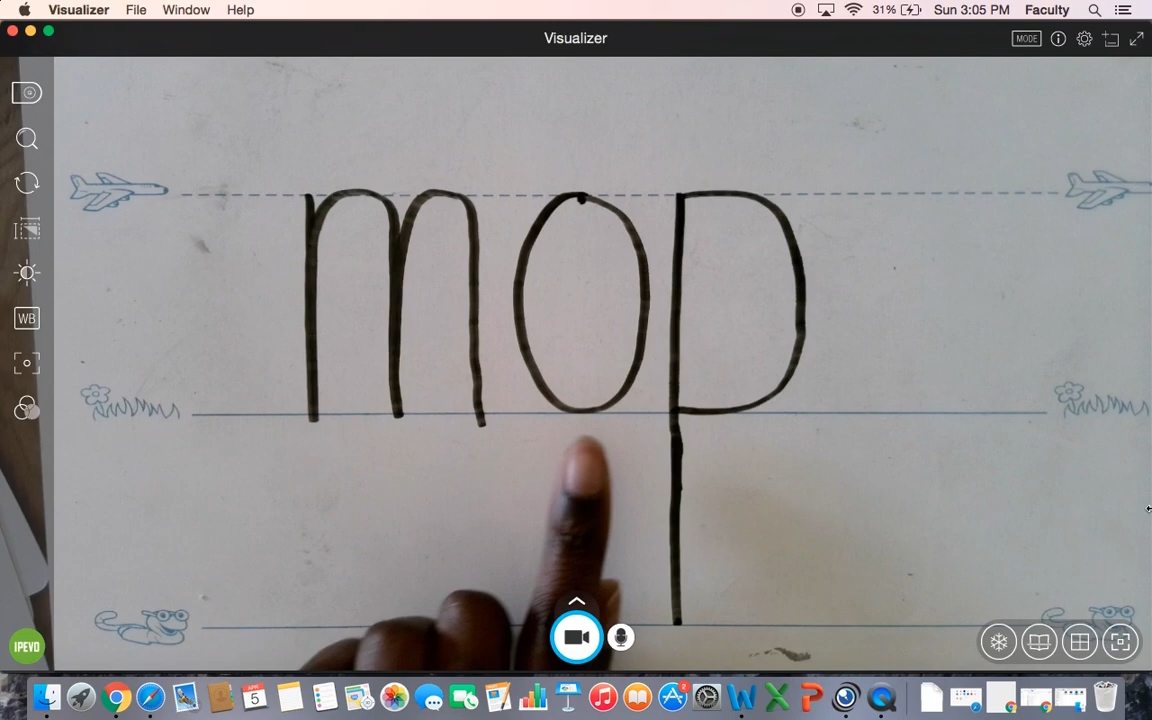 Visualizer File Window Help 31% Sun 3:05 PM Faculty
Visualizer
MODE
WB
mop
IPEVO